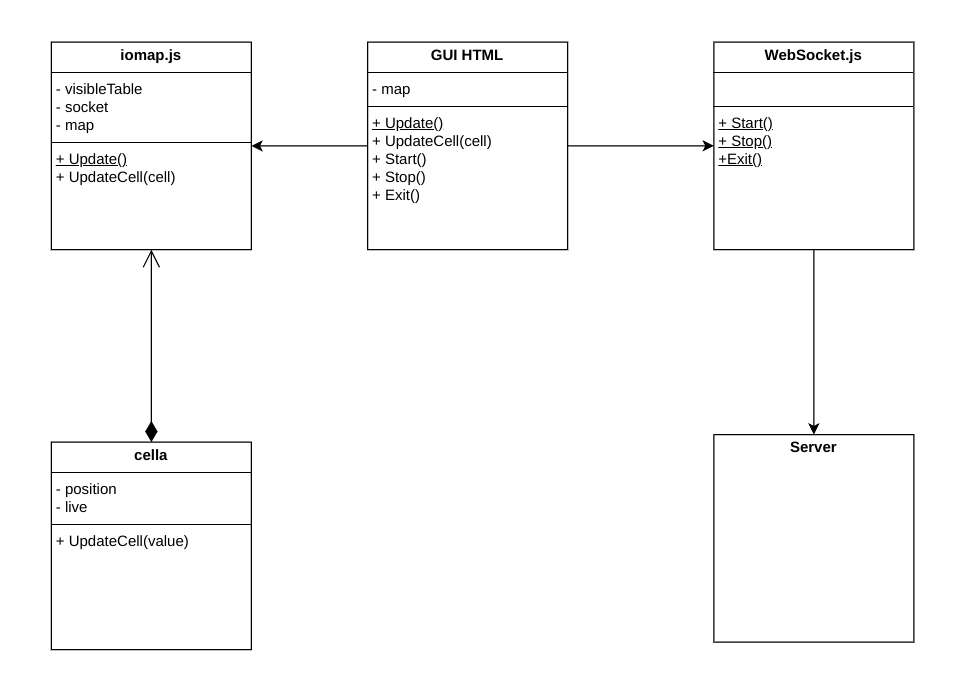 iomap.js
- visibleTable
- socket
- map
+ Update()
+ UpdateCell(cell)
GUI HTML
- map
+ Update()
+ UpdateCell(cell)
+ Start()
+ Stop()
+ Exit()
WebSocket.js
+ Start()
+ Stop()
+Exit()
cella
- position
- live
+ UpdateCell(value)
Server